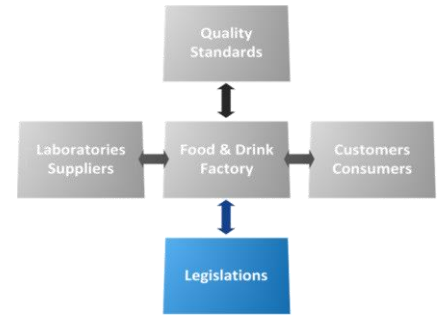 Quality
Standards
Laboratories
Suppliers
Food & Drink
Factory
Customers
Consumers
Legislations